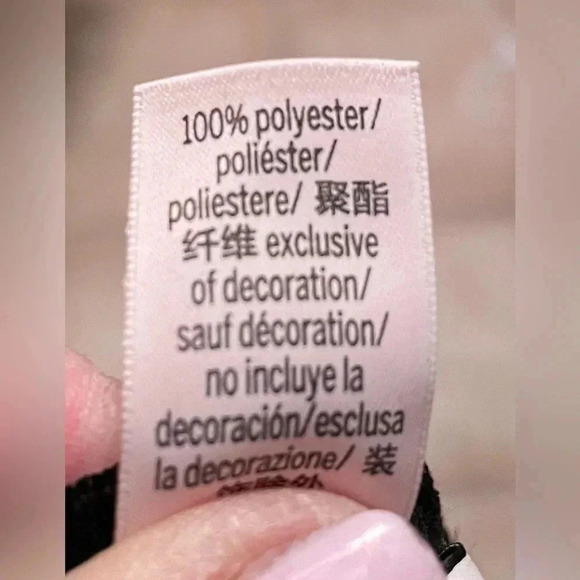 100% polyester/
poliéster/
poliestere/ 聚酯
纤维 exclusive
of decoration/
sauf décoration/
no incluye la
decoración/esclusa
la decorazione/ 装